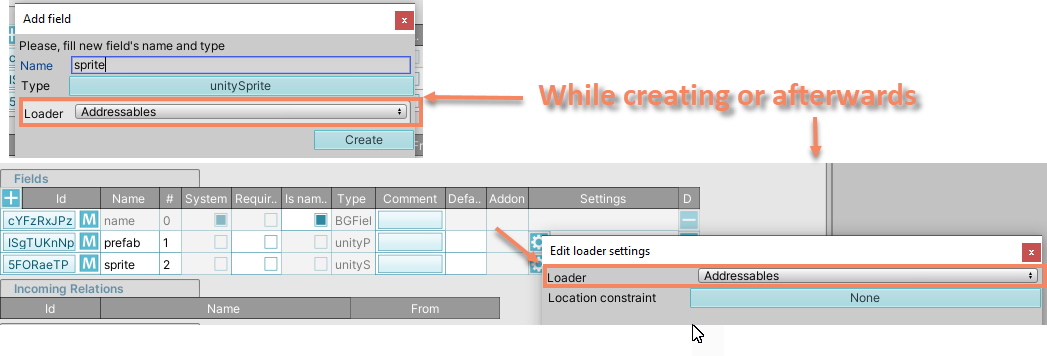 Add field
x
Please, fill new field's name and type
Name sprite
Type unitySprite
Loader Addressables
Create
While creating or afterwards
Fields
+ Id Name # System Requir.. Is nam.. Type Comment Defa.. Addon Settings D
cYFzRxJPz M name 0 BGFiel
lSgTUKnNp M prefab 1 unityP
5FORaeTP M sprite 2 unityS
Incoming Relations
Id Name From
Edit loader settings
x
Loader Addressables
Location constraint None